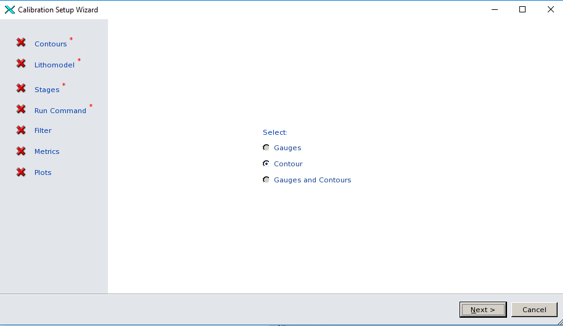 Calibration Setup Wizard
Contours *
Lithomodel *
Stages *
Run Command *
Filter
Metrics
Plots
Select:
Gauges
Contour
Gauges and Contours
Next >
Cancel